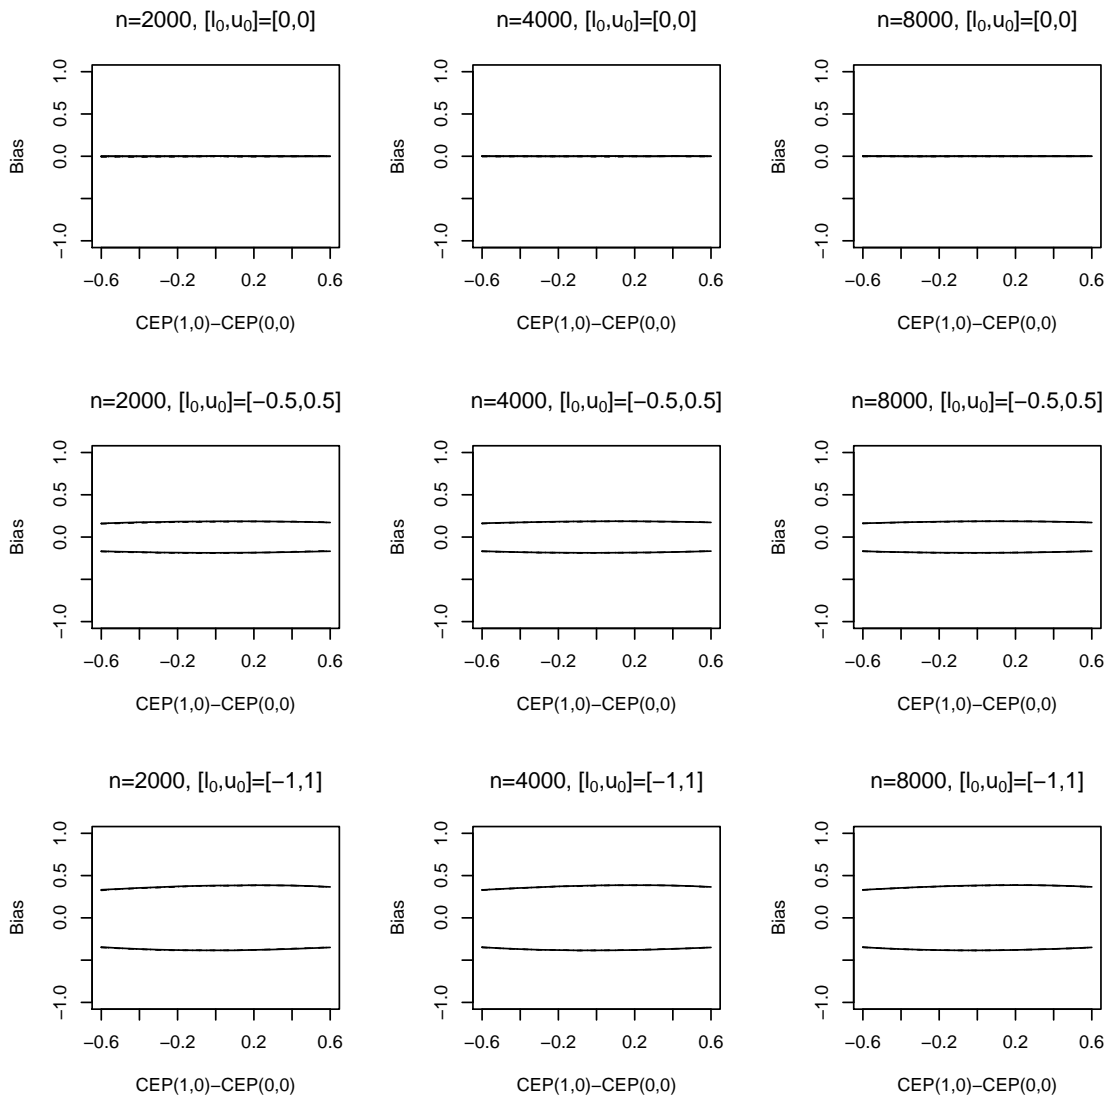 n=2000, [l₀,u₀]=[0,0]
Bias
1.0
0.5
0.0
−1.0
−0.6 −0.2 0.2 0.6
CEP(1,0)−CEP(0,0)
n=4000, [l₀,u₀]=[0,0]
Bias
1.0
0.5
0.0
−1.0
−0.6 −0.2 0.2 0.6
CEP(1,0)−CEP(0,0)
n=8000, [l₀,u₀]=[0,0]
Bias
1.0
0.5
0.0
−1.0
−0.6 −0.2 0.2 0.6
CEP(1,0)−CEP(0,0)
n=2000, [l₀,u₀]=[−0.5,0.5]
Bias
1.0
0.5
0.0
−1.0
−0.6 −0.2 0.2 0.6
CEP(1,0)−CEP(0,0)
n=4000, [l₀,u₀]=[−0.5,0.5]
Bias
1.0
0.5
0.0
−1.0
−0.6 −0.2 0.2 0.6
CEP(1,0)−CEP(0,0)
n=8000, [l₀,u₀]=[−0.5,0.5]
Bias
1.0
0.5
0.0
−1.0
−0.6 −0.2 0.2 0.6
CEP(1,0)−CEP(0,0)
n=2000, [l₀,u₀]=[−1,1]
Bias
1.0
0.5
0.0
−1.0
−0.6 −0.2 0.2 0.6
CEP(1,0)−CEP(0,0)
n=4000, [l₀,u₀]=[−1,1]
Bias
1.0
0.5
0.0
−1.0
−0.6 −0.2 0.2 0.6
CEP(1,0)−CEP(0,0)
n=8000, [l₀,u₀]=[−1,1]
Bias
1.0
0.5
0.0
−1.0
−0.6 −0.2 0.2 0.6
CEP(1,0)−CEP(0,0)